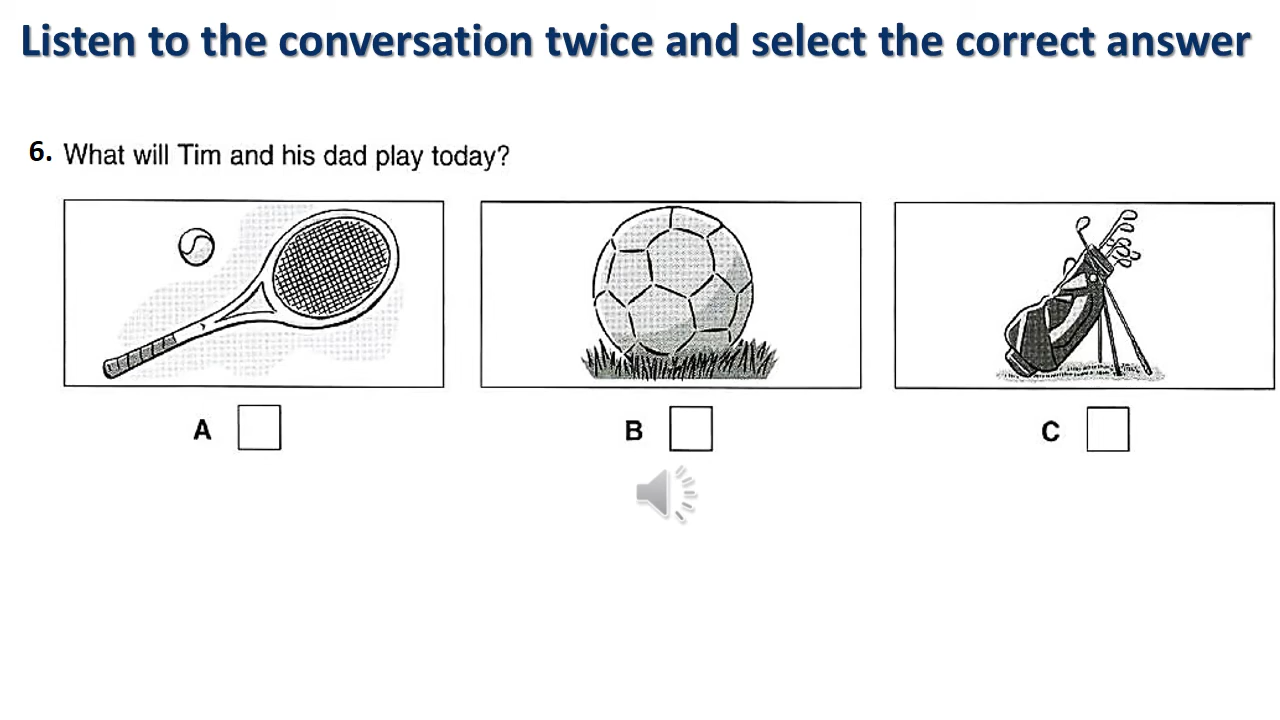 Listen to the conversation twice and select the correct answer
6. What will Tim and his dad play today?
A
B
C